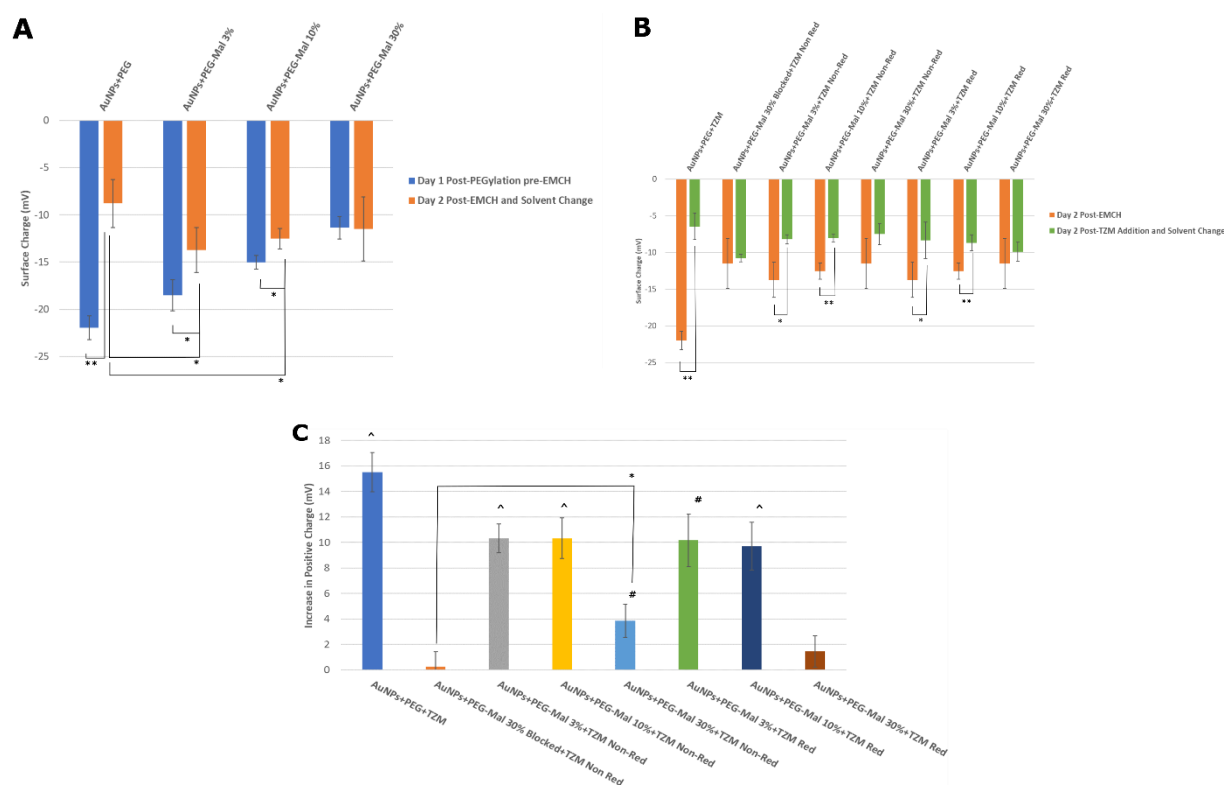 A
AuNPs+PEG
AuNPs+PEG-Mal 3%
AuNPs+PEG-Mal 10%
AuNPs+PEG-Mal 30%
0
-5
-10
-15
-20
-25
Surface Charge (mV)
**
*
*
*
*
Day 1 Post-PEGylation pre-EMCH
Day 2 Post-EMCH and Solvent Change
B
AuNPs+PEG+TZM
AuNPs+PEG-Mal 30% Blocked+TZM Non Red
AuNPs+PEG-Mal 3%+TZM Non-Red
AuNPs+PEG-Mal 10%+TZM Non-Red
AuNPs+PEG-Mal 30%+TZM Non-Red
AuNPs+PEG-Mal 3%+TZM Red
AuNPs+PEG-Mal 10%+TZM Red
AuNPs+PEG-Mal 30%+TZM Red
0
-5
-10
-15
-20
-25
Surface Charge (mV)
**
*
**
*
**
Day 2 Post-EMCH
Day 2 Post-TZM Addition and Solvent Change
C
18
16
14
12
10
8
6
4
2
0
Increase in Positive Charge (mV)
^
*
^
^
#
#
^
AuNPs+PEG+TZM
AuNPs+PEG-Mal 30% Blocked+TZM Non Red
AuNPs+PEG-Mal 3%+TZM Non-Red
AuNPs+PEG-Mal 10%+TZM Non-Red
AuNPs+PEG-Mal 30%+TZM Non-Red
AuNPs+PEG-Mal 3%+TZM Red
AuNPs+PEG-Mal 10%+TZM Red
AuNPs+PEG-Mal 30%+TZM Red